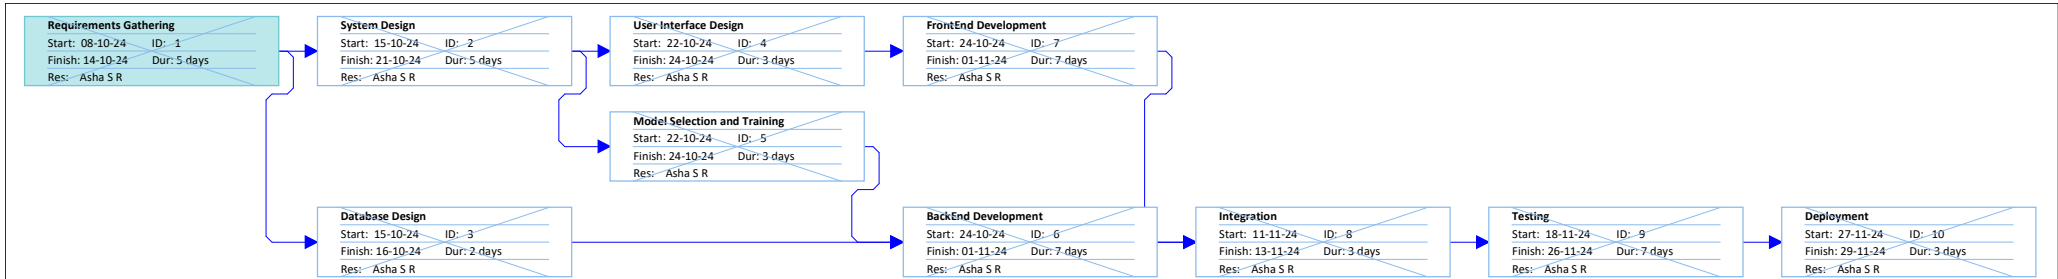 Requirements Gathering
Start: 08-10-24 ID: 1
Finish: 14-10-24 Dur: 5 days
Res: Asha S R
System Design
Start: 15-10-24 ID: 2
Finish: 21-10-24 Dur: 5 days
Res: Asha S R
User Interface Design
Start: 22-10-24 ID: 4
Finish: 24-10-24 Dur: 3 days
Res: Asha S R
FrontEnd Development
Start: 24-10-24 ID: 7
Finish: 01-11-24 Dur: 7 days
Res: Asha S R
Model Selection and Training
Start: 22-10-24 ID: 5
Finish: 24-10-24 Dur: 3 days
Res: Asha S R
Database Design
Start: 15-10-24 ID: 3
Finish: 16-10-24 Dur: 2 days
Res: Asha S R
BackEnd Development
Start: 24-10-24 ID: 6
Finish: 01-11-24 Dur: 7 days
Res: Asha S R
Integration
Start: 11-11-24 ID: 8
Finish: 13-11-24 Dur: 3 days
Res: Asha S R
Testing
Start: 18-11-24 ID: 9
Finish: 26-11-24 Dur: 7 days
Res: Asha S R
Deployment
Start: 27-11-24 ID: 10
Finish: 29-11-24 Dur: 3 days
Res: Asha S R